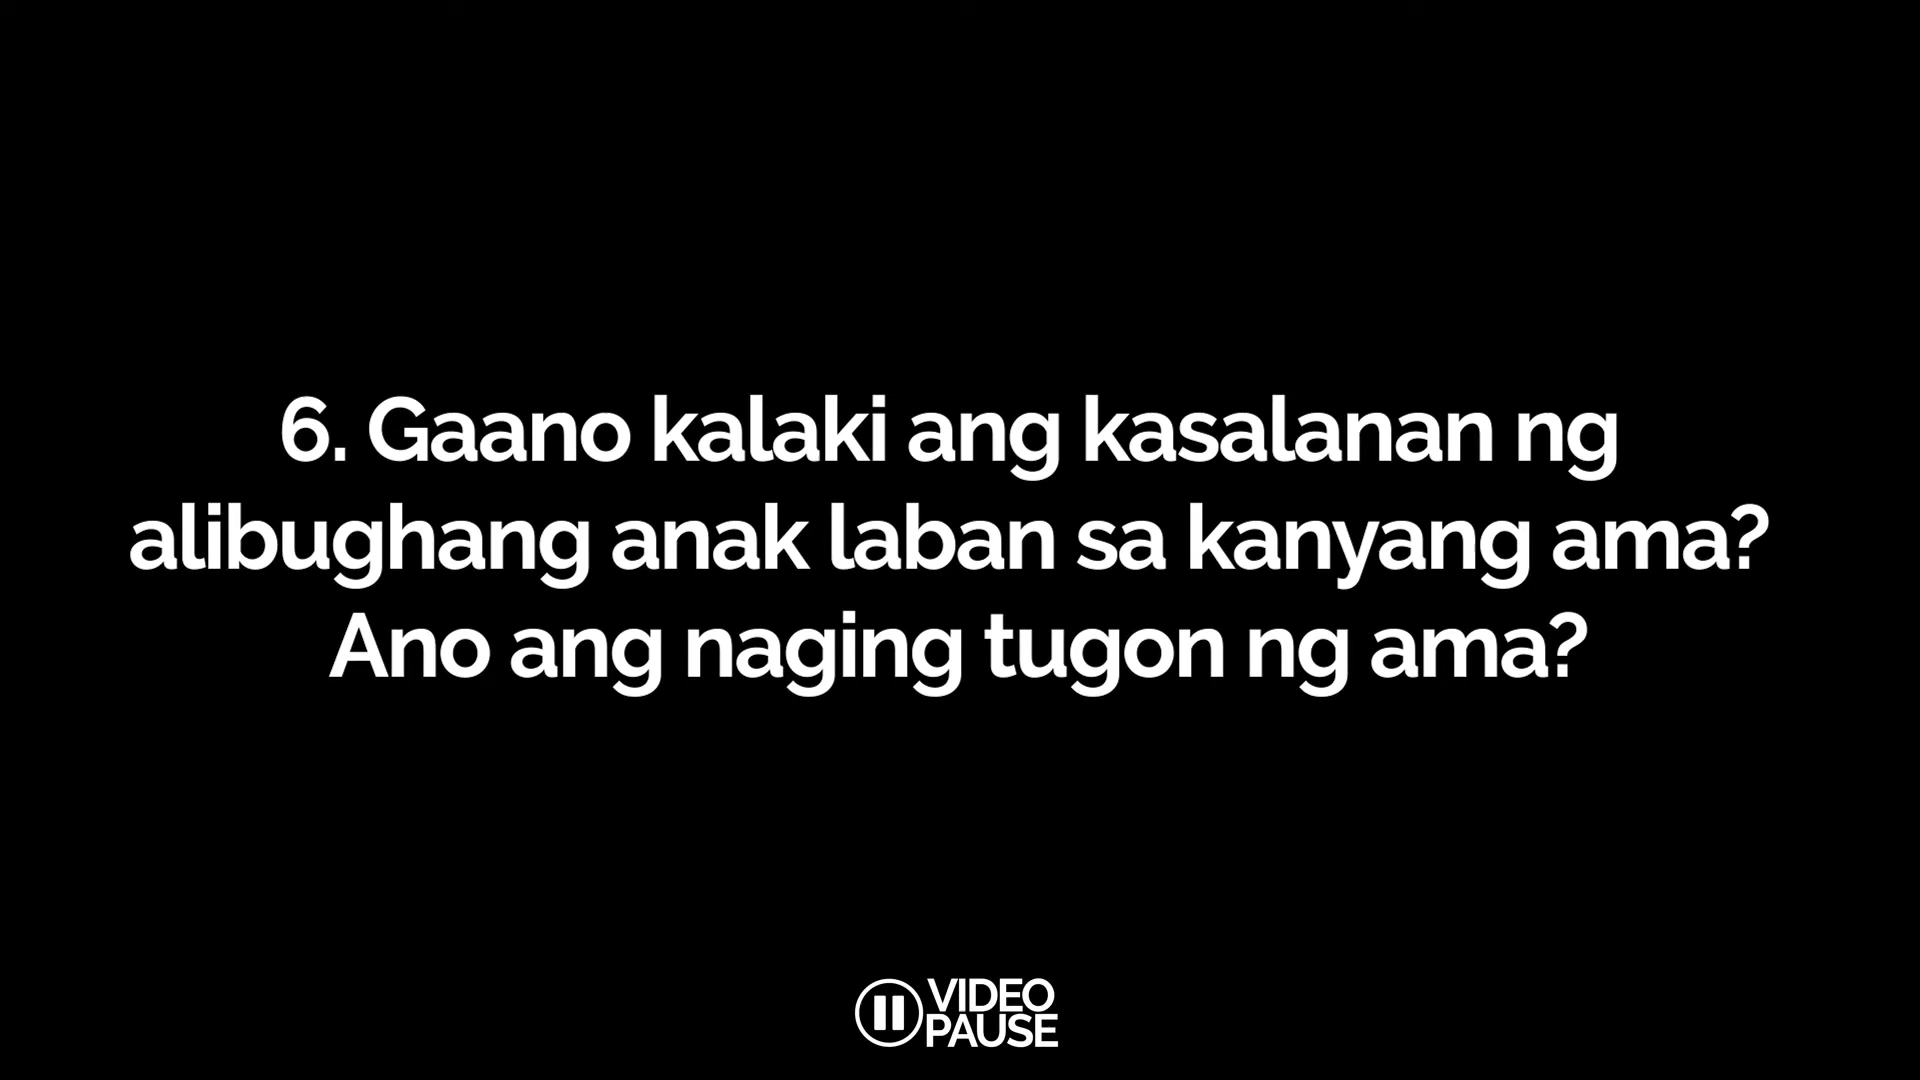 6. Gaano kalaki ang kasalanan ng
alibughang anak laban sa kanyang ama?
Ano ang naging tugon ng ama?
VIDEO
PAUSE